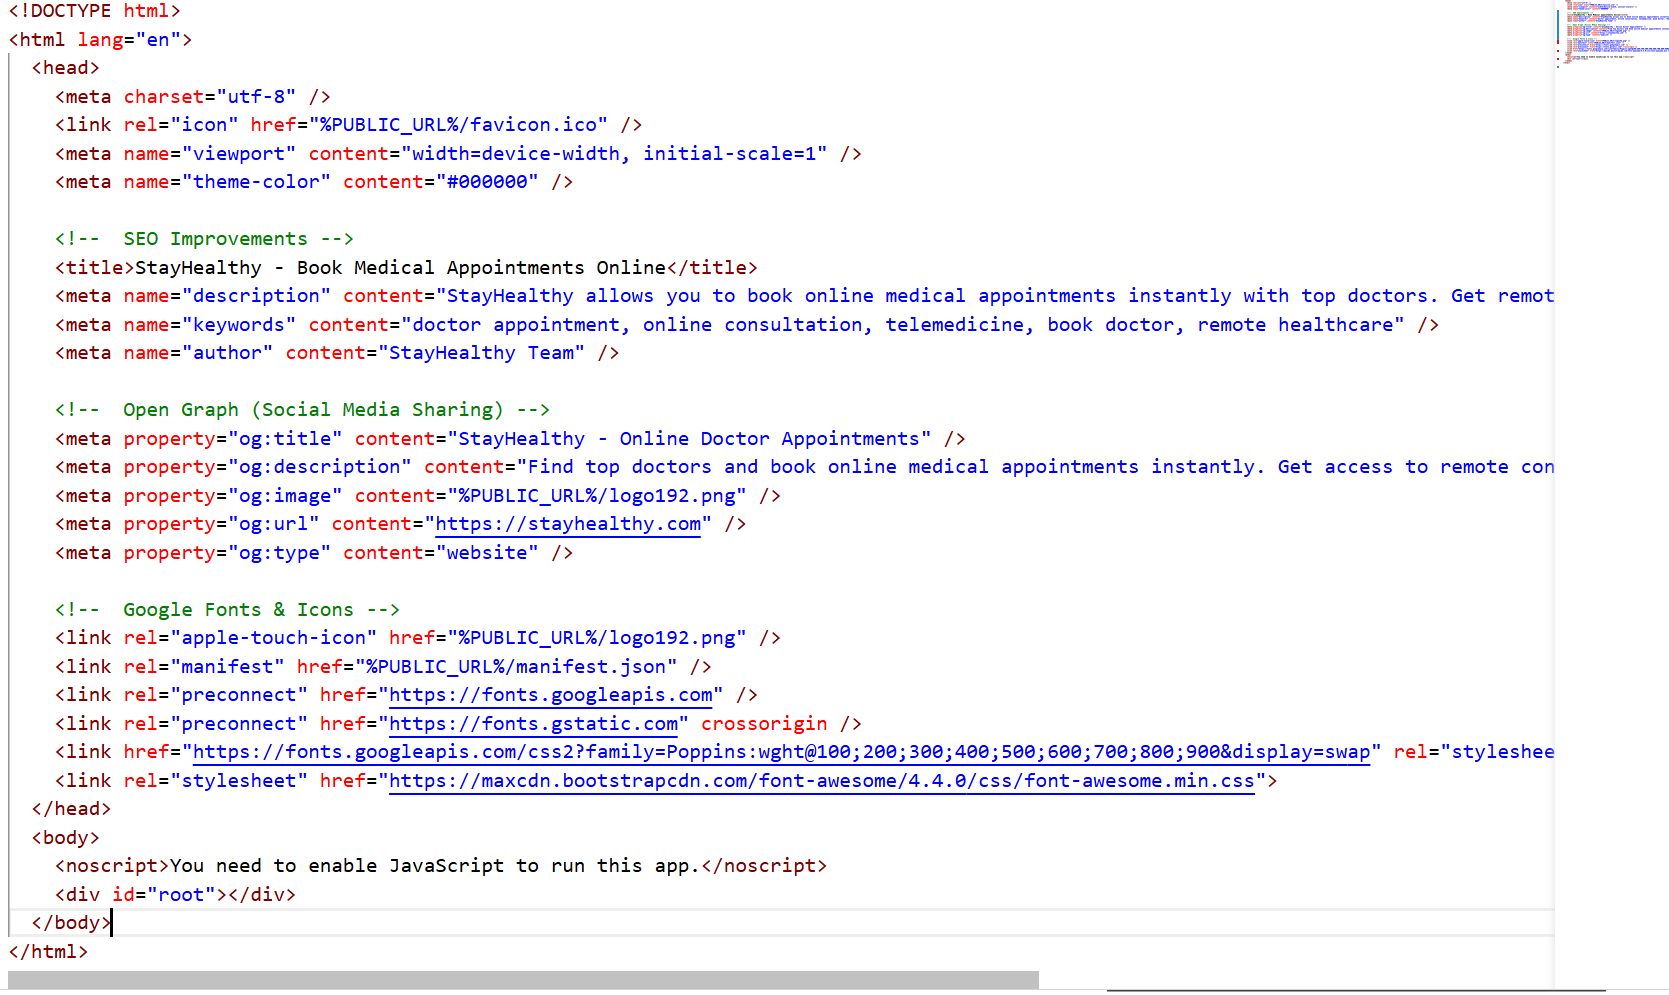 <!DOCTYPE html>
<html lang="en">
<head>
<meta charset="utf-8" />
<link rel="icon" href="%PUBLIC_URL%/favicon.ico" />
<meta name="viewport" content="width=device-width, initial-scale=1" />
<meta name="theme-color" content="#000000" />
<!--  SEO Improvements -->
<title>StayHealthy - Book Medical Appointments Online</title>
<meta name="description" content="StayHealthy allows you to book online medical appointments instantly with top doctors. Get remot
<meta name="keywords" content="doctor appointment, online consultation, telemedicine, book doctor, remote healthcare" />
<meta name="author" content="StayHealthy Team" />
<!--  Open Graph (Social Media Sharing) -->
<meta property="og:title" content="StayHealthy - Online Doctor Appointments" />
<meta property="og:description" content="Find top doctors and book online medical appointments instantly. Get access to remote con
<meta property="og:image" content="%PUBLIC_URL%/logo192.png" />
<meta property="og:url" content="https://stayhealthy.com" />
<meta property="og:type" content="website" />
<!--  Google Fonts & Icons -->
<link rel="apple-touch-icon" href="%PUBLIC_URL%/logo192.png" />
<link rel="manifest" href="%PUBLIC_URL%/manifest.json" />
<link rel="preconnect" href="https://fonts.googleapis.com" />
<link rel="preconnect" href="https://fonts.gstatic.com" crossorigin />
<link href="https://fonts.googleapis.com/css2?family=Poppins:wght@100;200;300;400;500;600;700;800;900&display=swap" rel="styleshee
<link rel="stylesheet" href="https://maxcdn.bootstrapcdn.com/font-awesome/4.4.0/css/font-awesome.min.css">
</head>
<body>
<noscript>You need to enable JavaScript to run this app.</noscript>
<div id="root"></div>
</body>
</html>